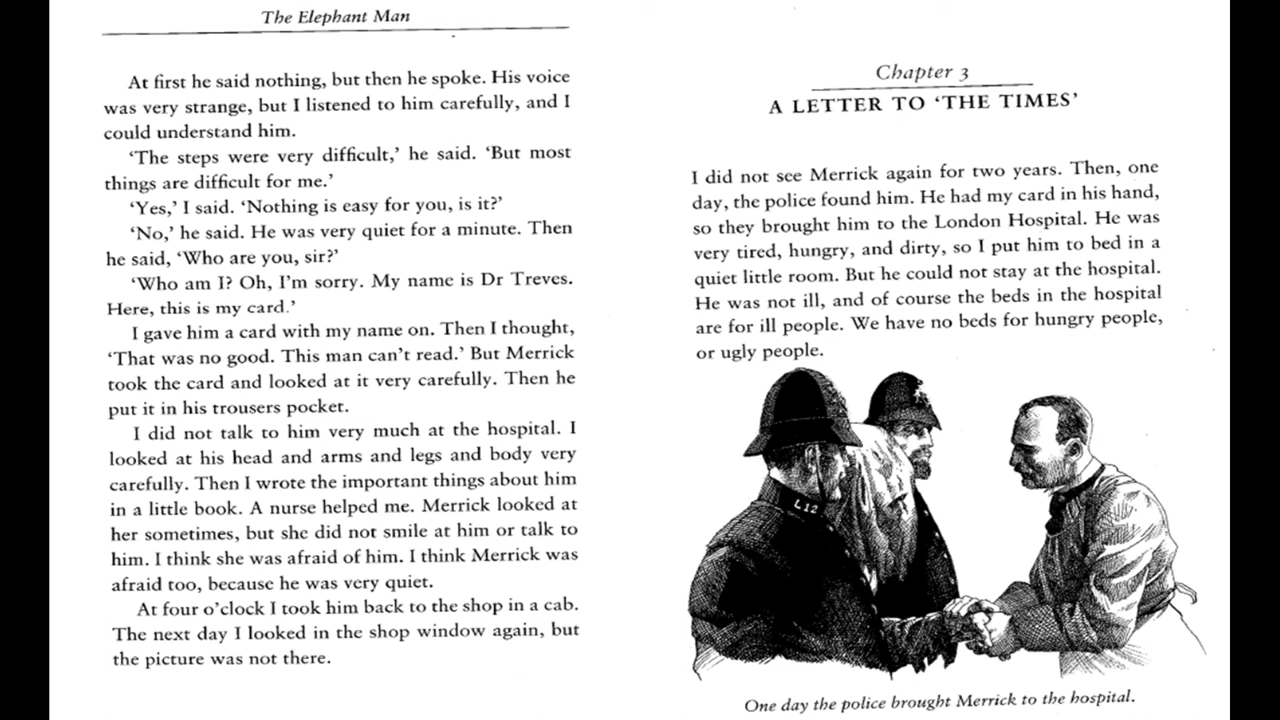 The Elephant Man
At first he said nothing, but then he spoke. His voice
was very strange, but I listened to him carefully, and I
could understand him.
‘The steps were very difficult,’ he said. ‘But most
things are difficult for me.’
‘Yes,’ I said. ‘Nothing is easy for you, is it?’
‘No,’ he said. He was very quiet for a minute. Then
he said, ‘Who are you, sir?’
‘Who am I? Oh, I’m sorry. My name is Dr Treves.
Here, this is my card.’
I gave him a card with my name on. Then I thought,
‘That was no good. This man can’t read.’ But Merrick
took the card and looked at it very carefully. Then he
put it in his trousers pocket.
I did not talk to him very much at the hospital. I
looked at his head and arms and legs and body very
carefully. Then I wrote the important things about him
in a little book. A nurse helped me. Merrick looked at
her sometimes, but she did not smile at him or talk to
him. I think she was afraid of him. I think Merrick was
afraid too, because he was very quiet.
At four o’clock I took him back to the shop in a cab.
The next day I looked in the shop window again, but
the picture was not there.
Chapter 3
A LETTER TO ‘THE TIMES’
I did not see Merrick again for two years. Then, one
day, the police found him. He had my card in his hand,
so they brought him to the London Hospital. He was
very tired, hungry, and dirty, so I put him to bed in a
quiet little room. But he could not stay at the hospital.
He was not ill, and of course the beds in the hospital
are for ill people. We have no beds for hungry people,
or ugly people.
L12
One day the police brought Merrick to the hospital.